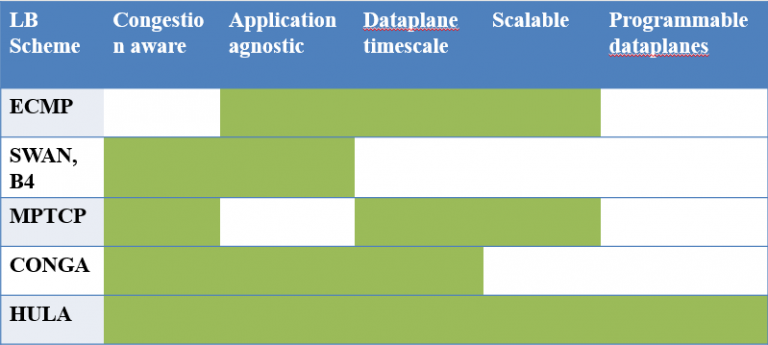 LB Congestio Application Dataplane Scalable Programmable
Scheme n aware agnostic timescale dataplanes
ECMP
SWAN,
B4
MPTCP
CONGA
HULA